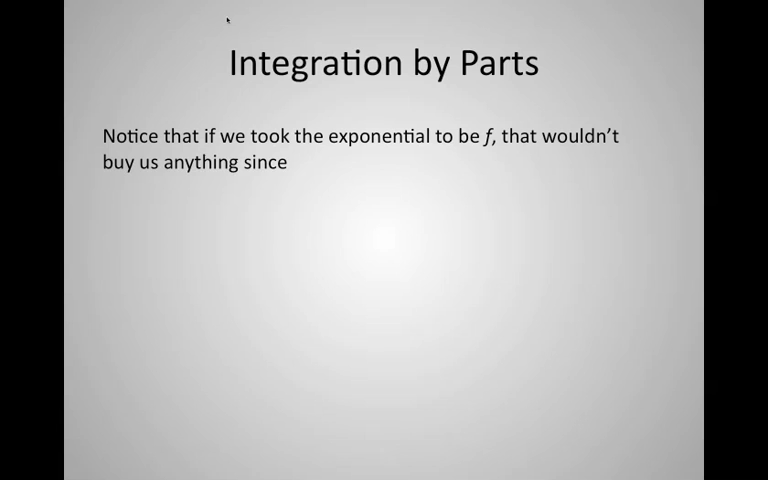 Integration by Parts
Notice that if we took the exponential to be f, that wouldn’t
buy us anything since